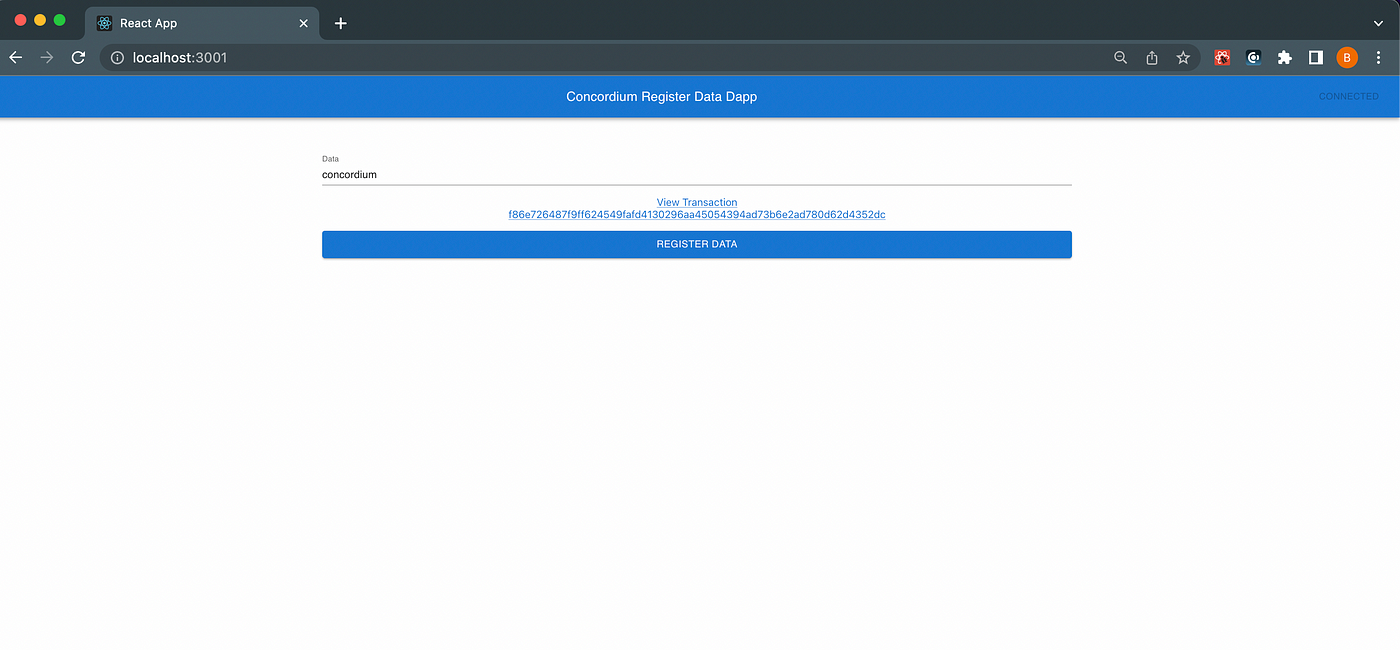 React App
localhost:3001
B
Concordium Register Data Dapp
CONNECTED
Data
concordium
View Transaction
f86e726487f9ff624549fafd4130296aa45054394ad73b6e2ad780d62d4352dc
REGISTER DATA